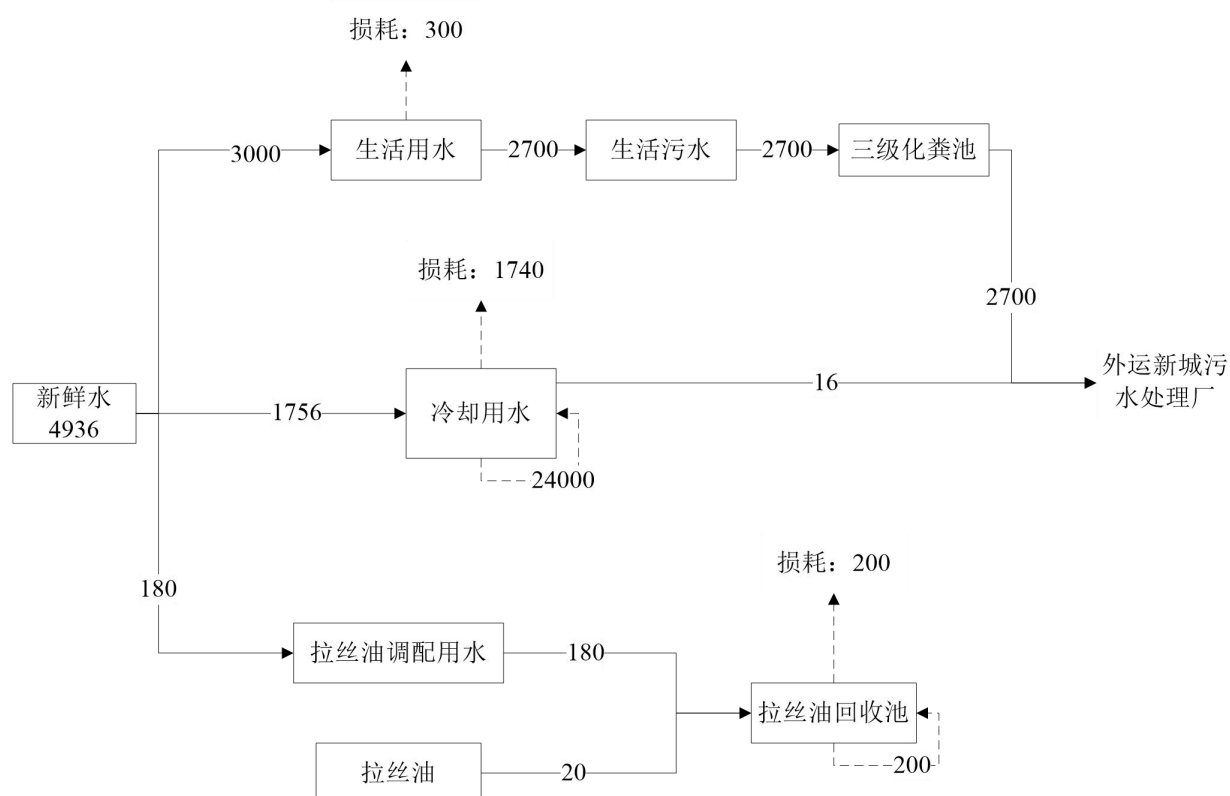 损耗：300
3000
生活用水
2700
生活污水
2700
三级化粪池
损耗：1740
2700
新鲜水
4936
1756
冷却用水
16
外运新城污
水处理厂
24000
损耗：200
180
拉丝油调配用水
180
拉丝油回收池
拉丝油
20
200